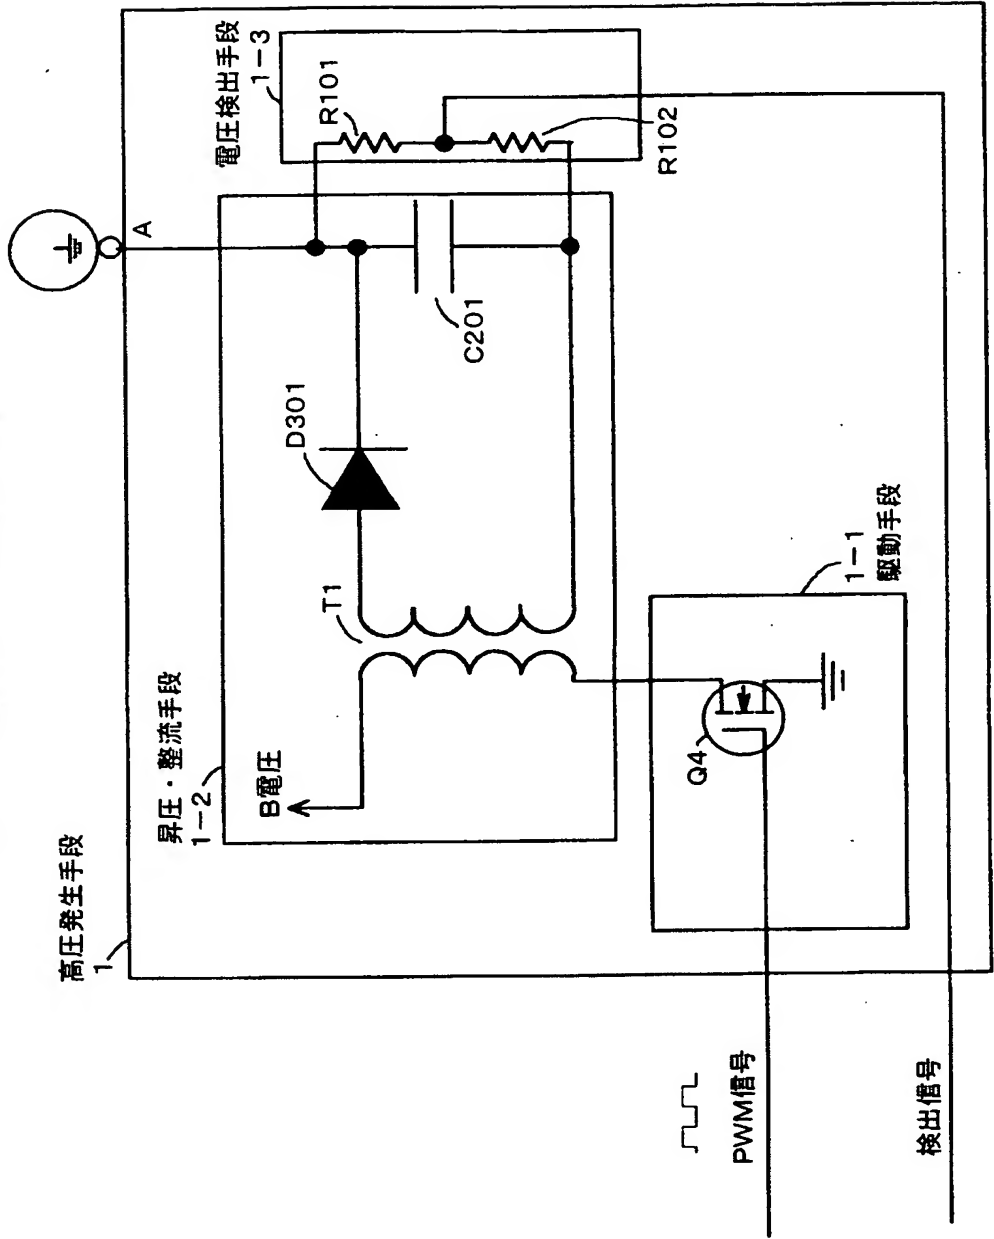 高圧発生手段
1
昇圧・整流手段
1-2
B電圧
T1
D301
C201
A
電圧検出手段
1-3
R101
R102
Q4
1-1
駆動手段
PWM信号
検出信号